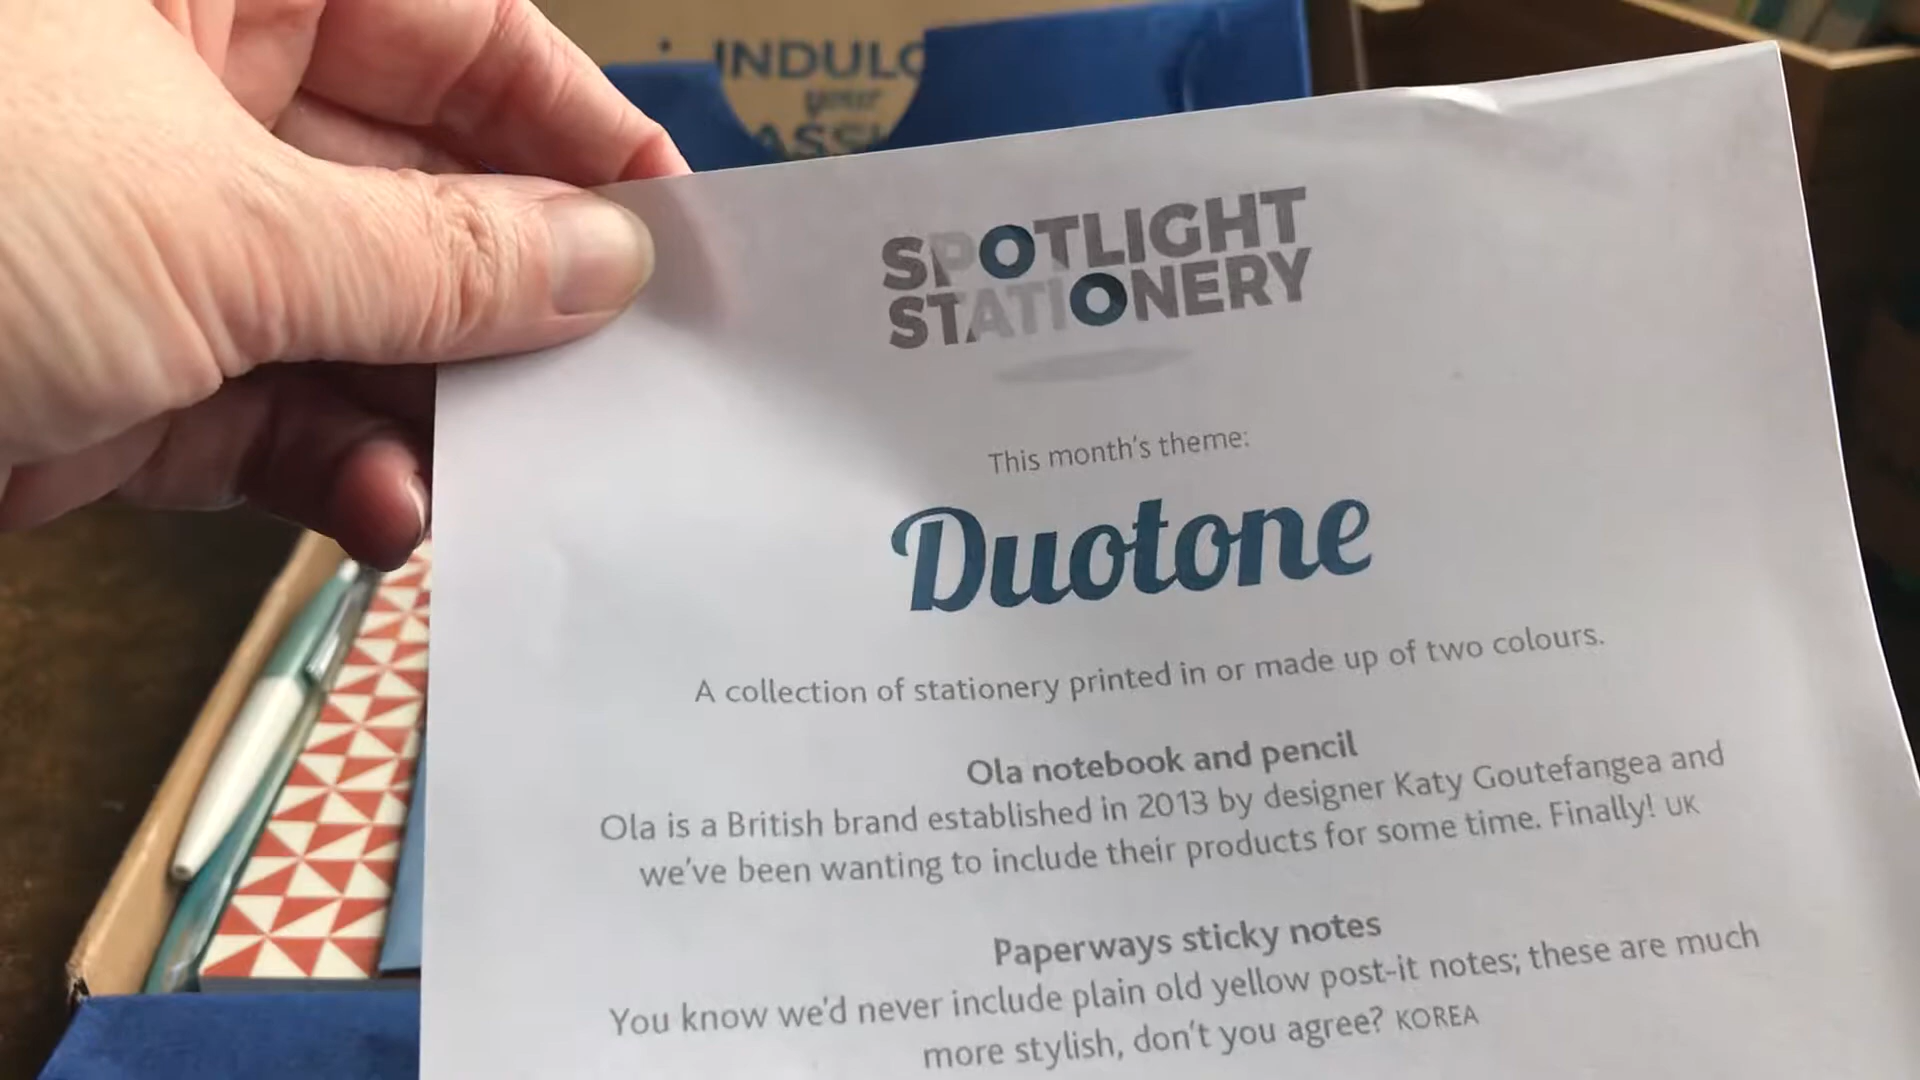 INDULG
your
SPOTLIGHT
STATIONERY
This month's theme:
Duotone
A collection of stationery printed in or made up of two colours.
Ola notebook and pencil
Ola is a British brand established in 2013 by designer Katy Goutefangea and
we've been wanting to include their products for some time. Finally! UK
Paperways sticky notes
You know we'd never include plain old yellow post-it notes; these are much
more stylish, don't you agree? KOREA